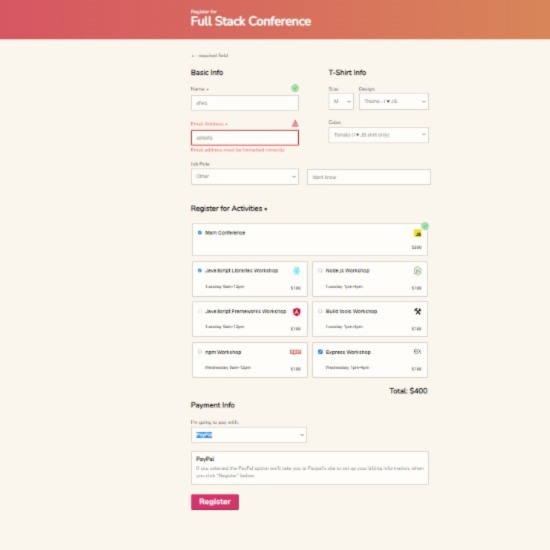 Register for
Full Stack Conference
* - required field
Basic Info
T-Shirt Info
Name *
Size:
Design:
M
Theme - I ♥ JS
Email Address *
Color:
Email address must be formatted correctly
Tomato (I ♥ JS shirt only)
Job Role
Other
Register for Activities *
Main Conference
JS
$200
JavaScript Libraries Workshop
Tuesday 9am-12pm
$100
Node.js Workshop
Tuesday 1pm-4pm
$100
JavaScript Frameworks Workshop
Tuesday 9am-12pm
$100
Build tools Workshop
Tuesday 1pm-4pm
$100
npm Workshop
npm
Wednesday 9am-12pm
$100
Express Workshop
ex
Wednesday 1pm-4pm
$100
Total: $400
Payment Info
I'm going to pay with:
PayPal
PayPal
If you selected the PayPal option we'll take you to Paypal's site to set up your billing information, when
you click "Register" below.
Register